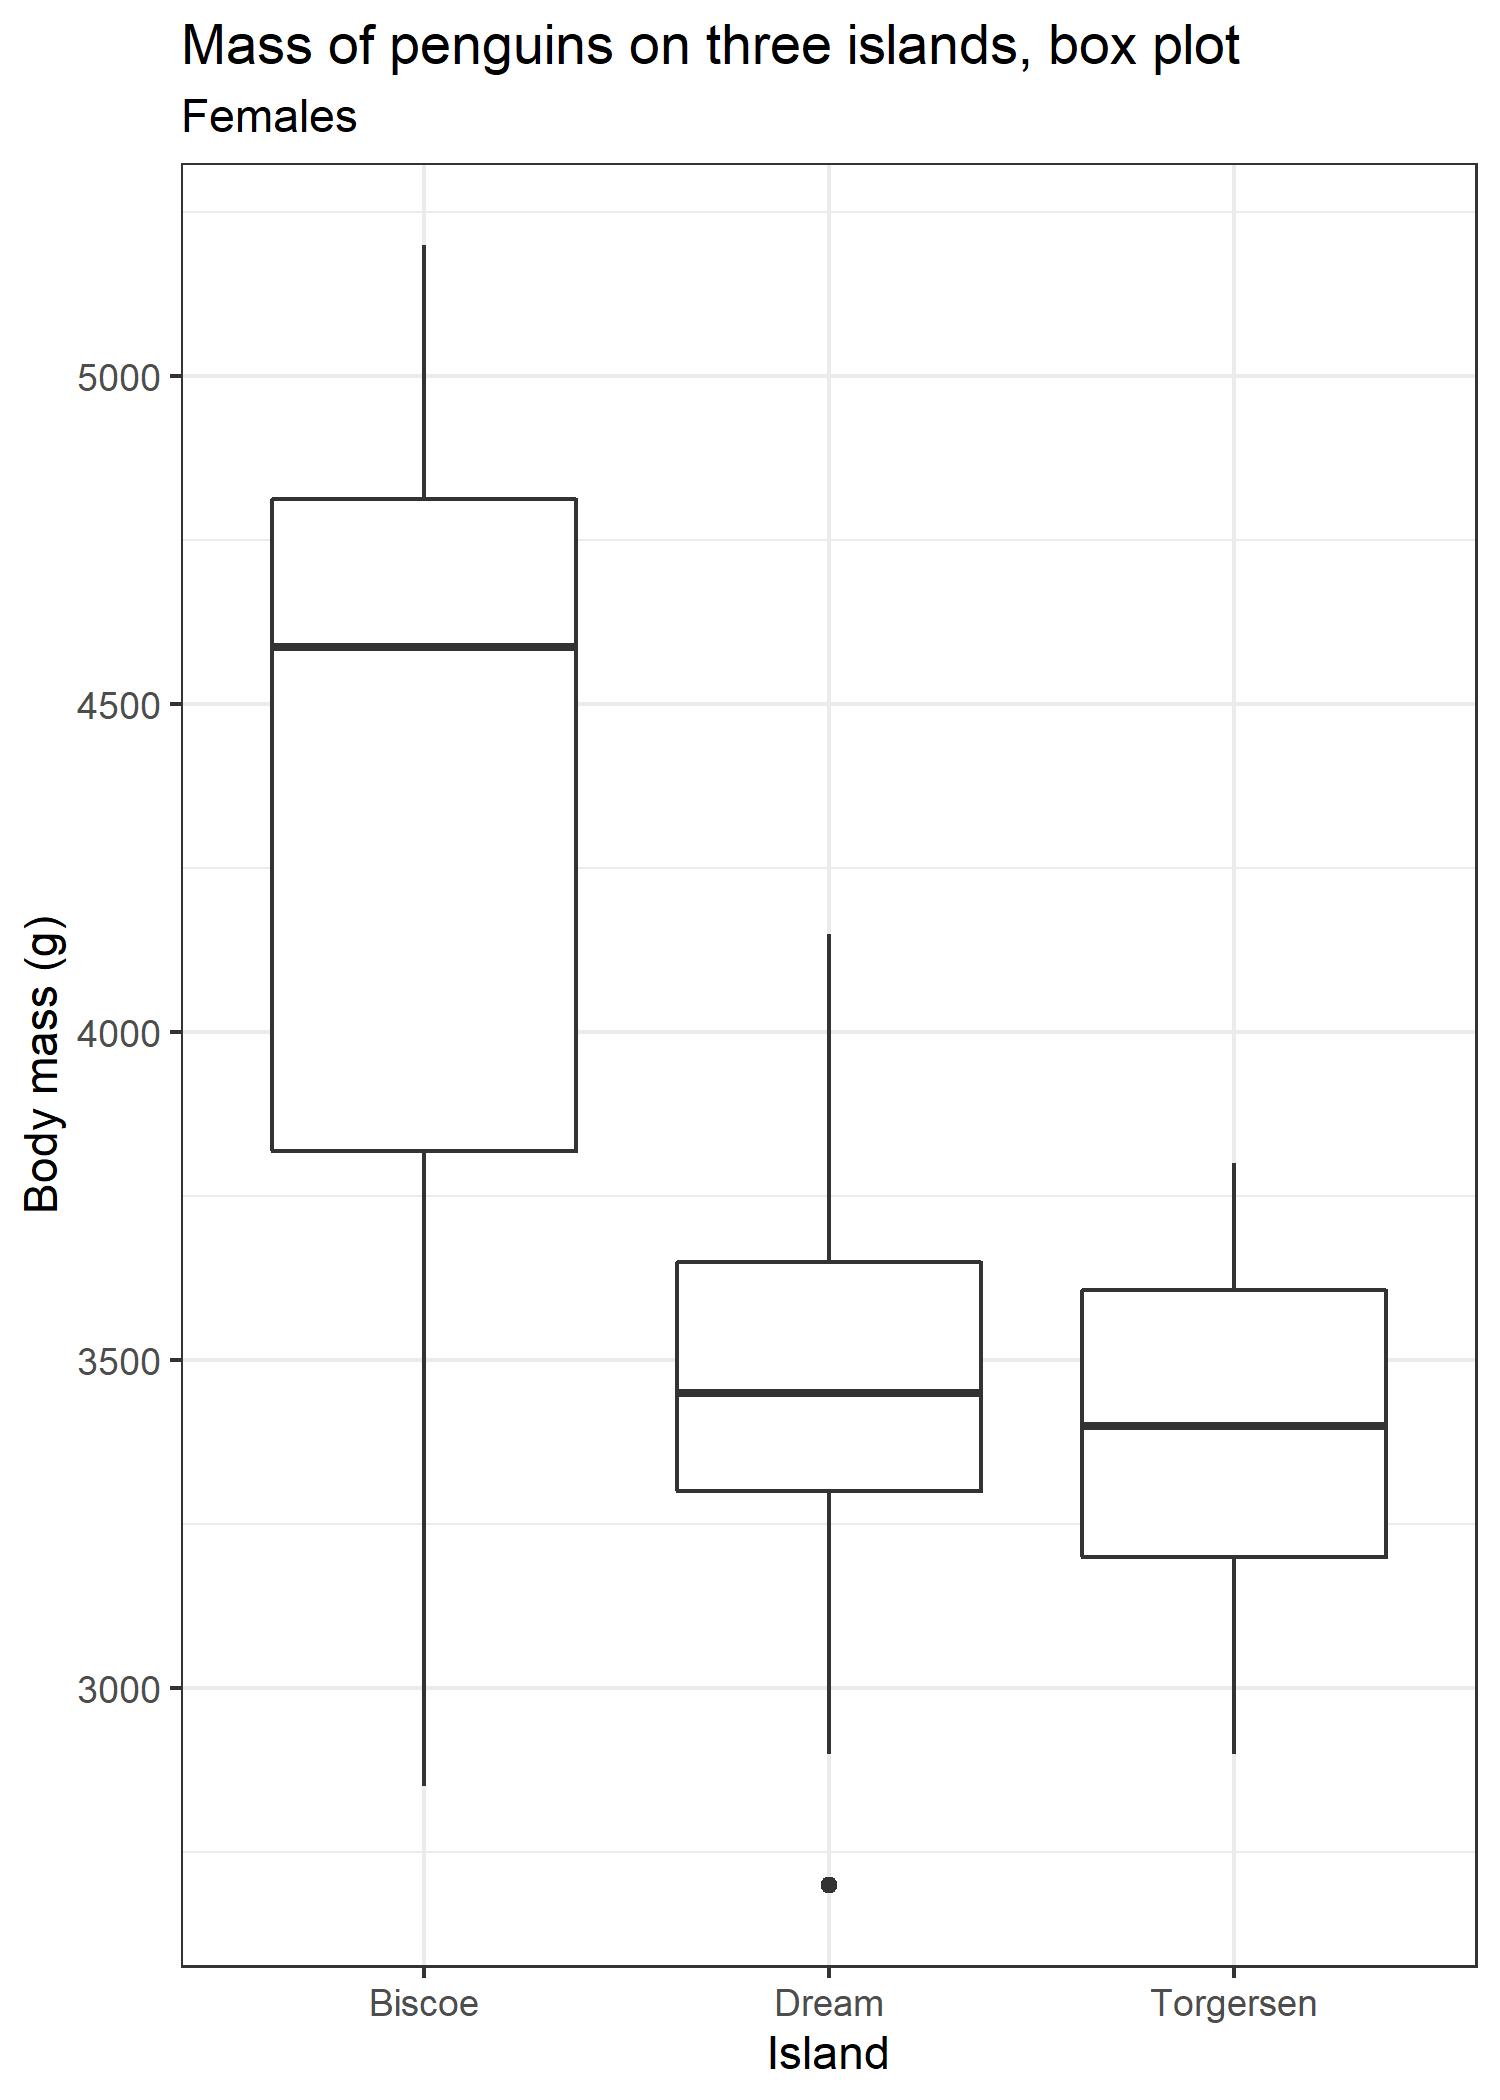 Mass of penguins on three islands, box plot
Females
Body mass (g)
5000
4500
4000
3500
3000
Biscoe Dream Torgersen
Island